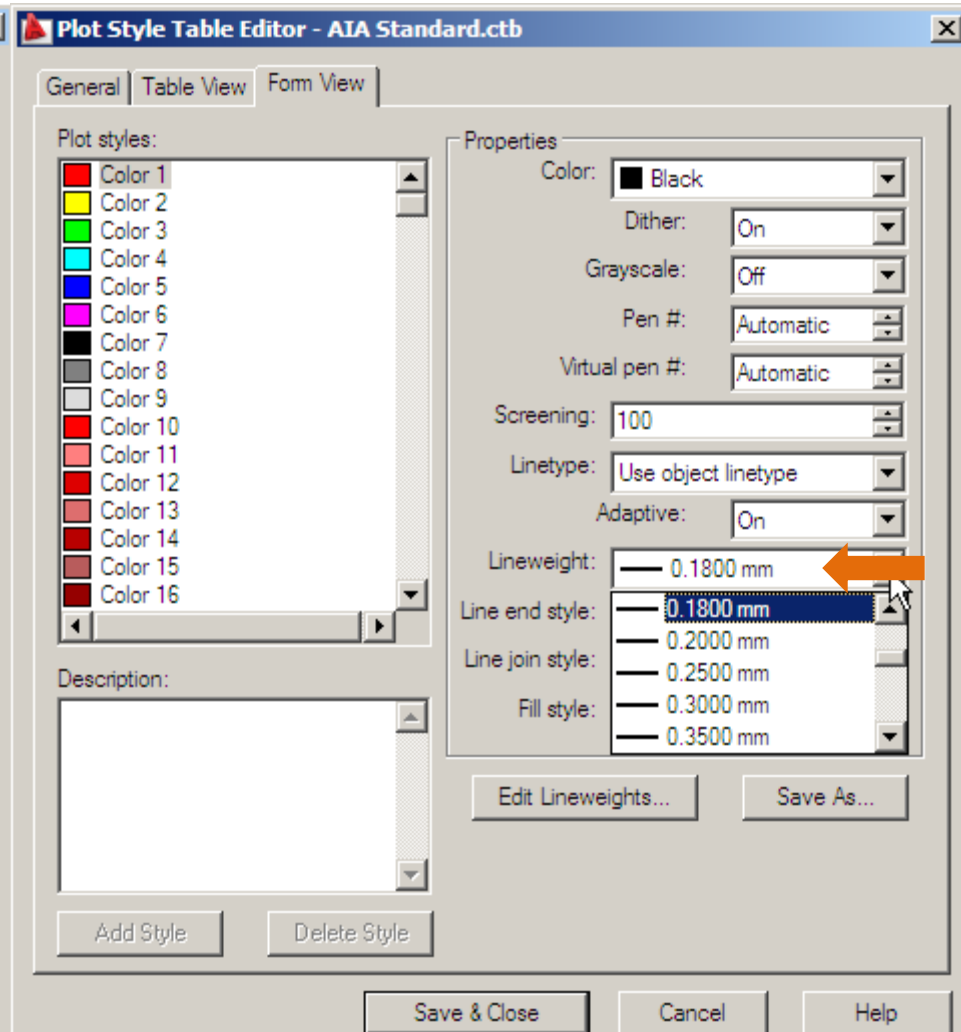 Plot Style Table Editor - AIA Standard.ctb
General Table View Form View
Plot styles:
Color 1
Color 2
Color 3
Color 4
Color 5
Color 6
Color 7
Color 8
Color 9
Color 10
Color 11
Color 12
Color 13
Color 14
Color 15
Color 16
Description:
Add Style Delete Style
Properties
Color: Black
Dither: On
Grayscale: Off
Pen #: Automatic
Virtual pen #: Automatic
Screening: 100
Linetype: Use object linetype
Adaptive: On
Lineweight: 0.1800 mm
Line end style: 0.1800 mm
0.2000 mm
Line join style: 0.2500 mm
Fill style: 0.3000 mm
0.3500 mm
Edit Lineweights... Save As...
Save & Close Cancel Help